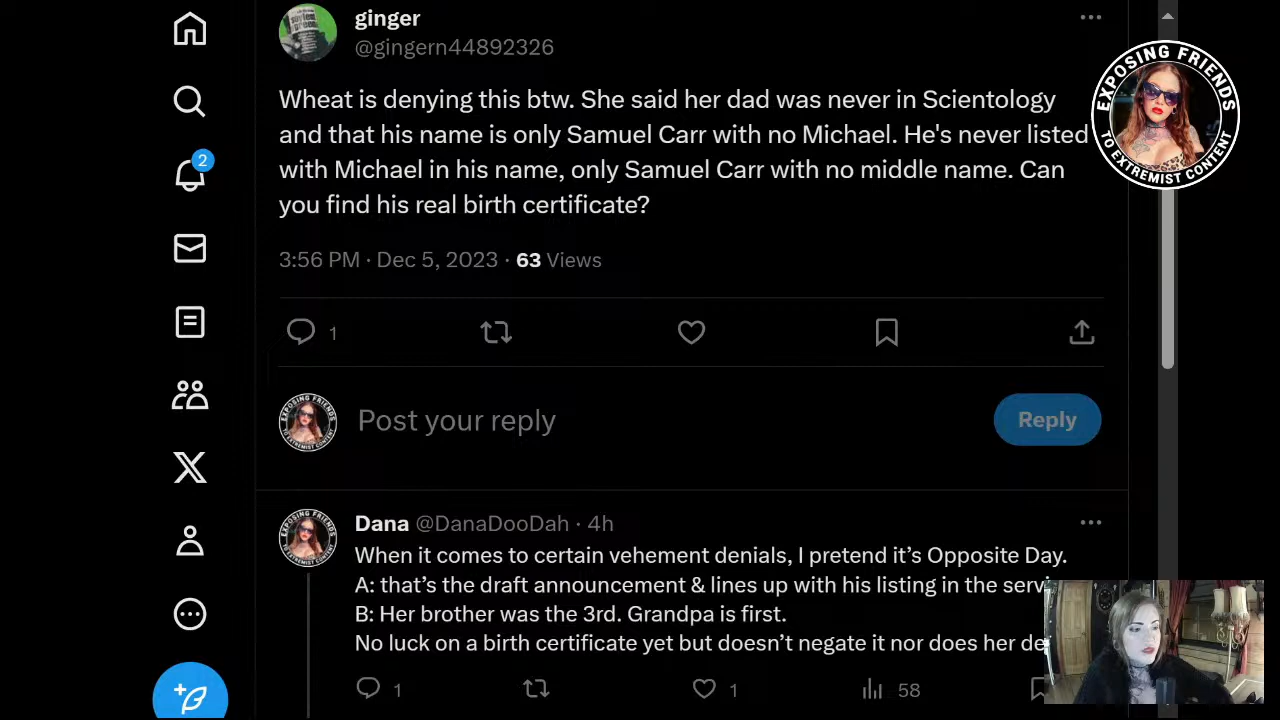 ginger
@gingern44892326
Wheat is denying this btw. She said her dad was never in Scientology
and that his name is only Samuel Carr with no Michael. He's never listed
with Michael in his name, only Samuel Carr with no middle name. Can
you find his real birth certificate?
3:56 PM · Dec 5, 2023 · 63 Views
1
Post your reply
Reply
Dana @DanaDooDah · 4h
When it comes to certain vehement denials, I pretend it’s Opposite Day.
A: that’s the draft announcement & lines up with his listing in the
B: Her brother was the 3rd. Grandpa is first.
No luck on a birth certificate yet but doesn’t negate it nor does her
1
1
58
2
EXPOSING FRIENDS
TO EXTREMIST CONTENT